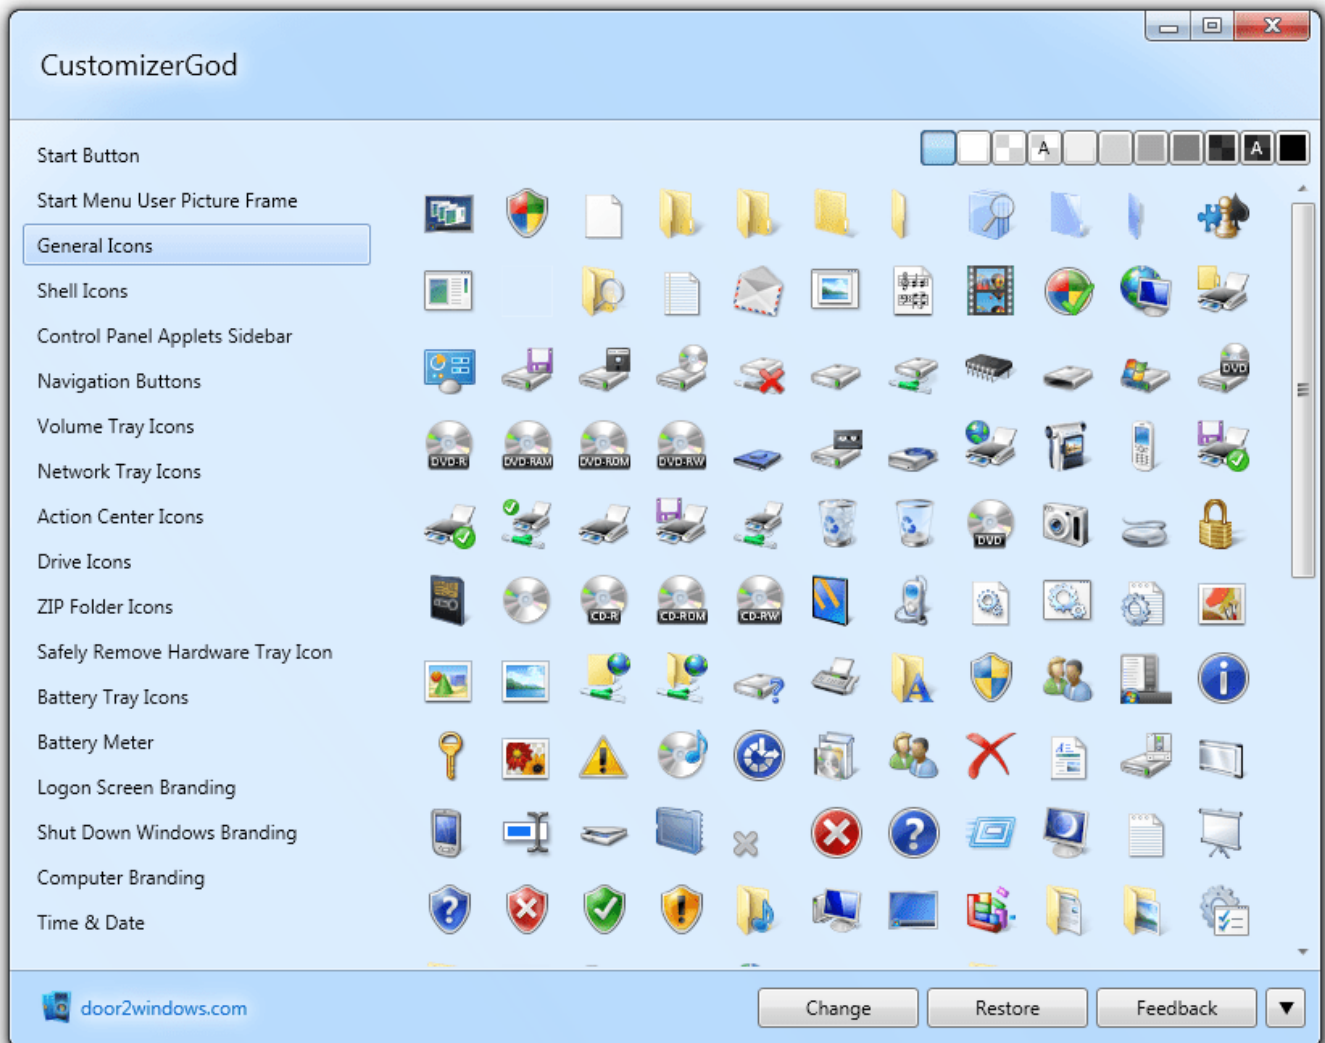 CustomizerGod
Start Button
A
A
Start Menu User Picture Frame
General Icons
Shell Icons
Control Panel Applets Sidebar
Navigation Buttons
Volume Tray Icons
Network Tray Icons
Action Center Icons
Drive Icons
ZIP Folder Icons
Safely Remove Hardware Tray Icon
Battery Tray Icons
Battery Meter
Logon Screen Branding
Shut Down Windows Branding
Computer Branding
Time & Date
DVD
DVD-R
DVD-RAM
DVD-ROM
DVD-RW
DVD
CD-R
CD-ROM
CD-RW
A
door2windows.com
Change
Restore
Feedback